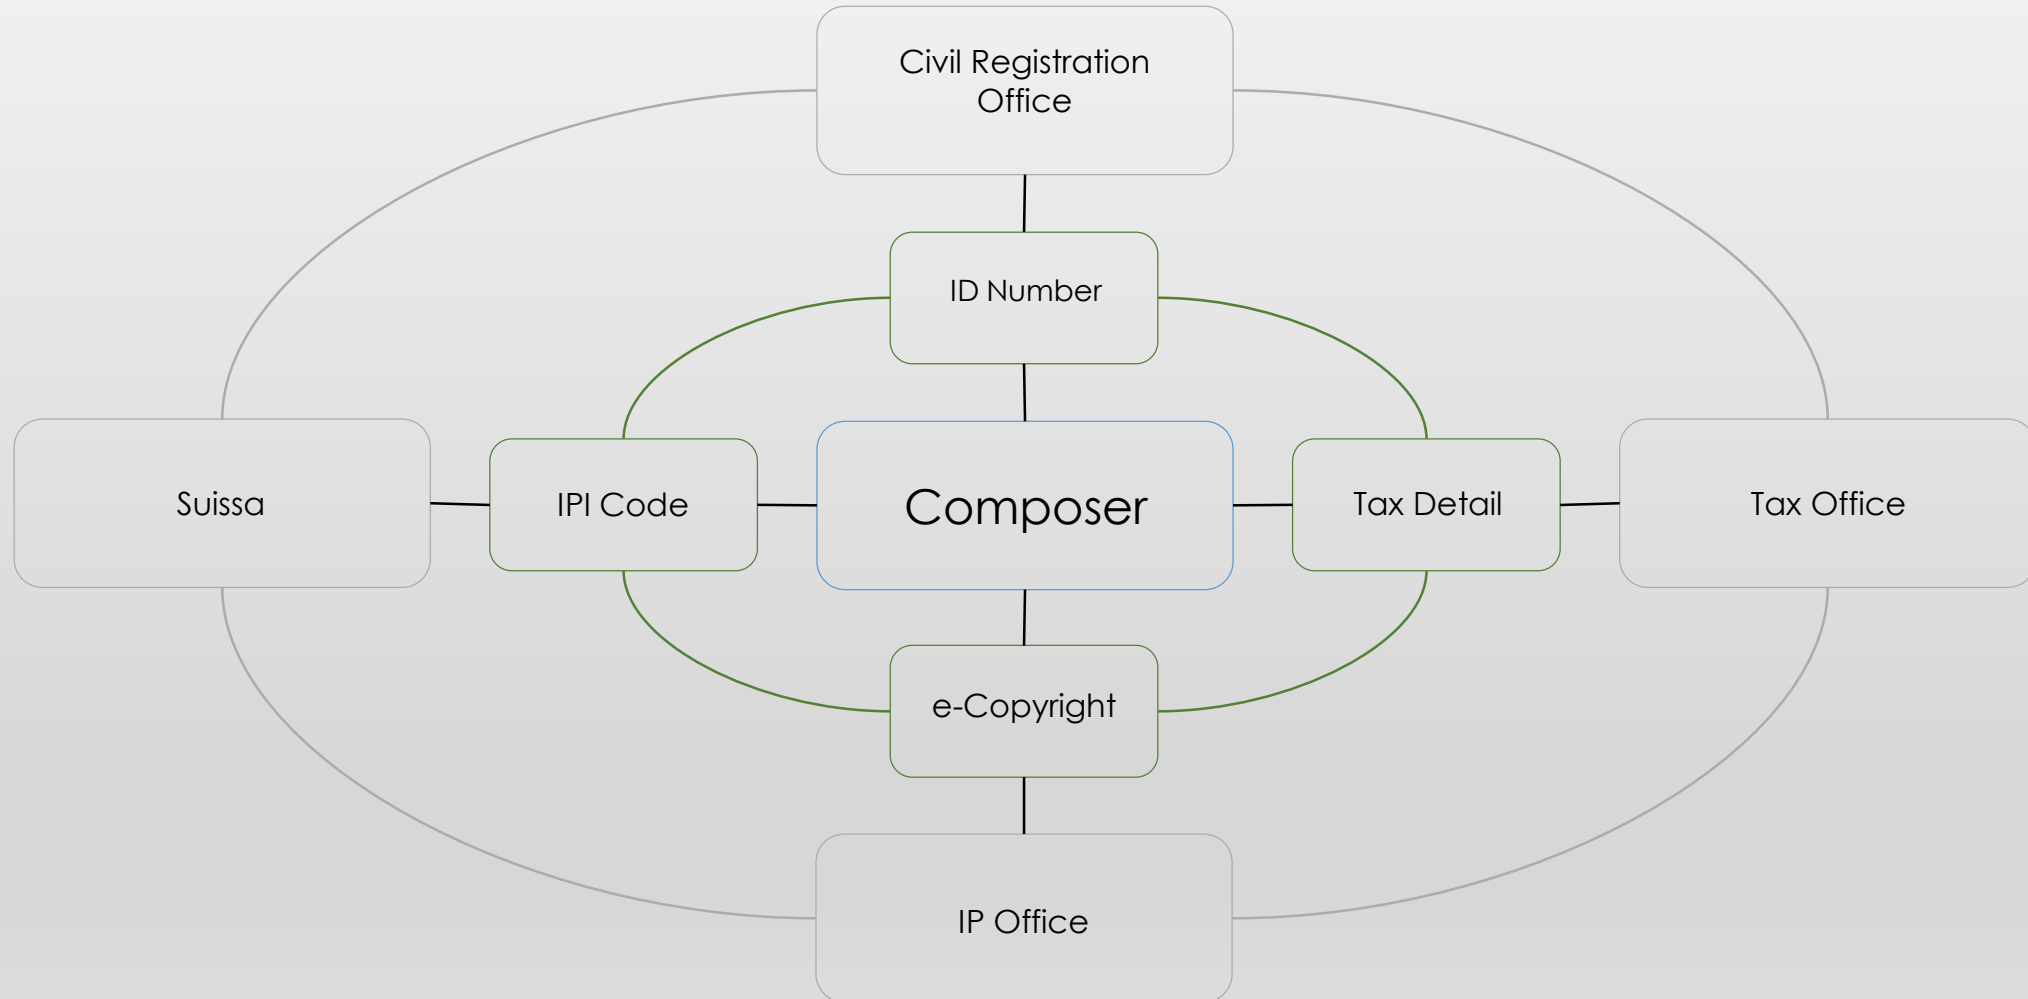 Civil Registration
Office
ID Number
Suissa
IPI Code
Composer
Tax Detail
Tax Office
e-Copyright
IP Office